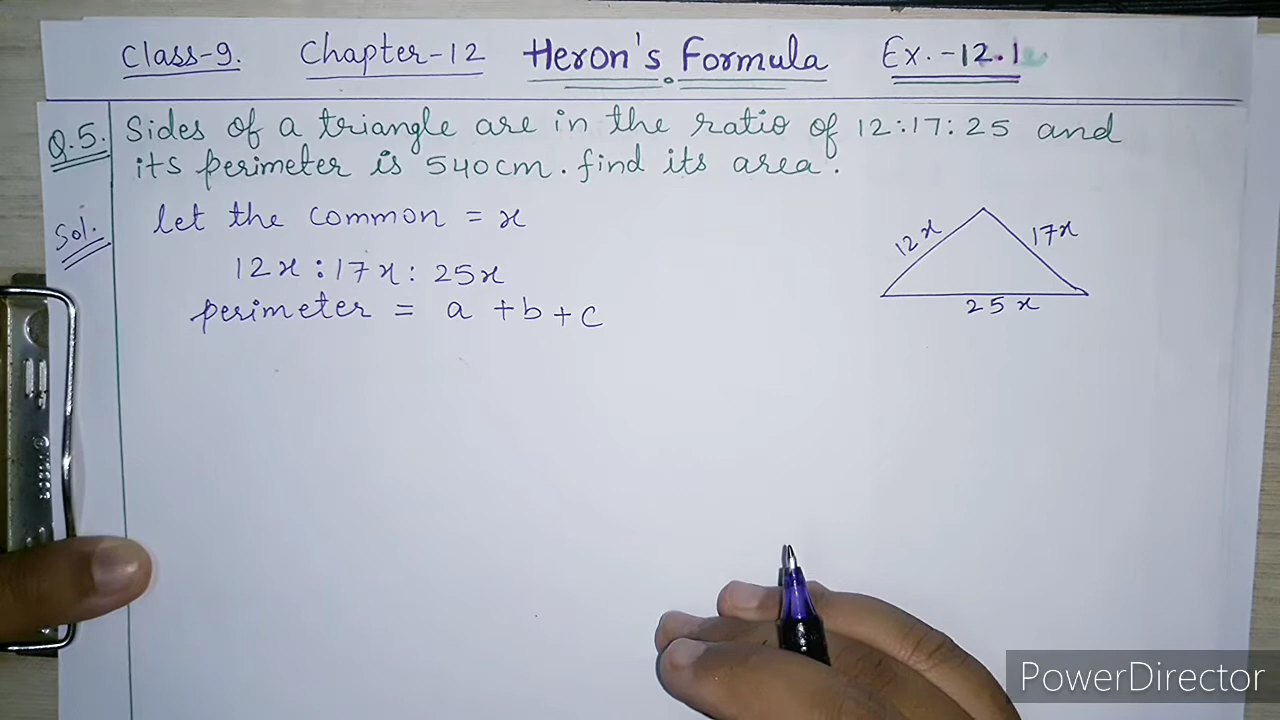 Class-9. Chapter-12 Heron's Formula Ex.-12.1
Q.5. Sides of a triangle are in the ratio of 12:17:25 and
its perimeter is 540cm. find its area.
Sol. let the common = x
12x : 17x : 25x
perimeter = a + b + c
12x
17x
25x
PowerDirector